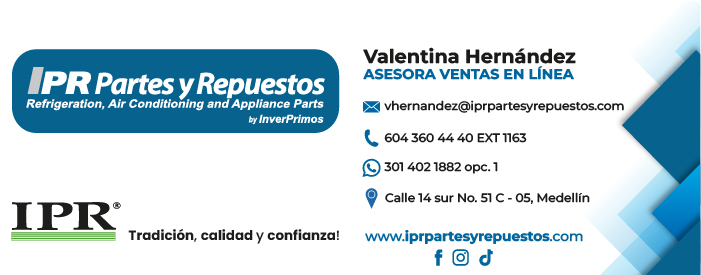 IPR Partes y Repuestos
Refrigeration, Air Conditioning and Appliance Parts
by InverPrimos
IPR®
Tradición, calidad y confianza!
Valentina Hernández
ASESORA VENTAS EN LÍNEA
vhernandez@iprpartesyrepuestos.com
604 360 44 40 EXT 1163
301 402 1882 opc. 1
Calle 14 sur No. 51 C - 05, Medellín
www.iprpartesyrepuestos.com